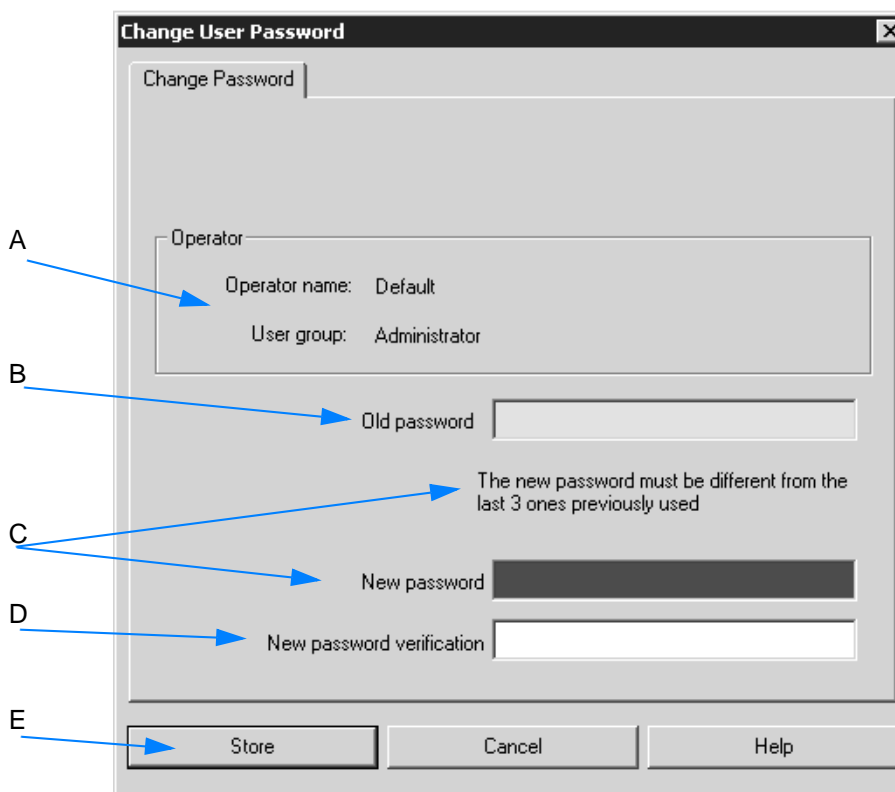 Change User Password
Change Password
A
Operator
Operator name: Default
User group: Administrator
B
Old password
The new password must be different from the
last 3 ones previously used
C
New password
D
New password verification
E
Store
Cancel
Help